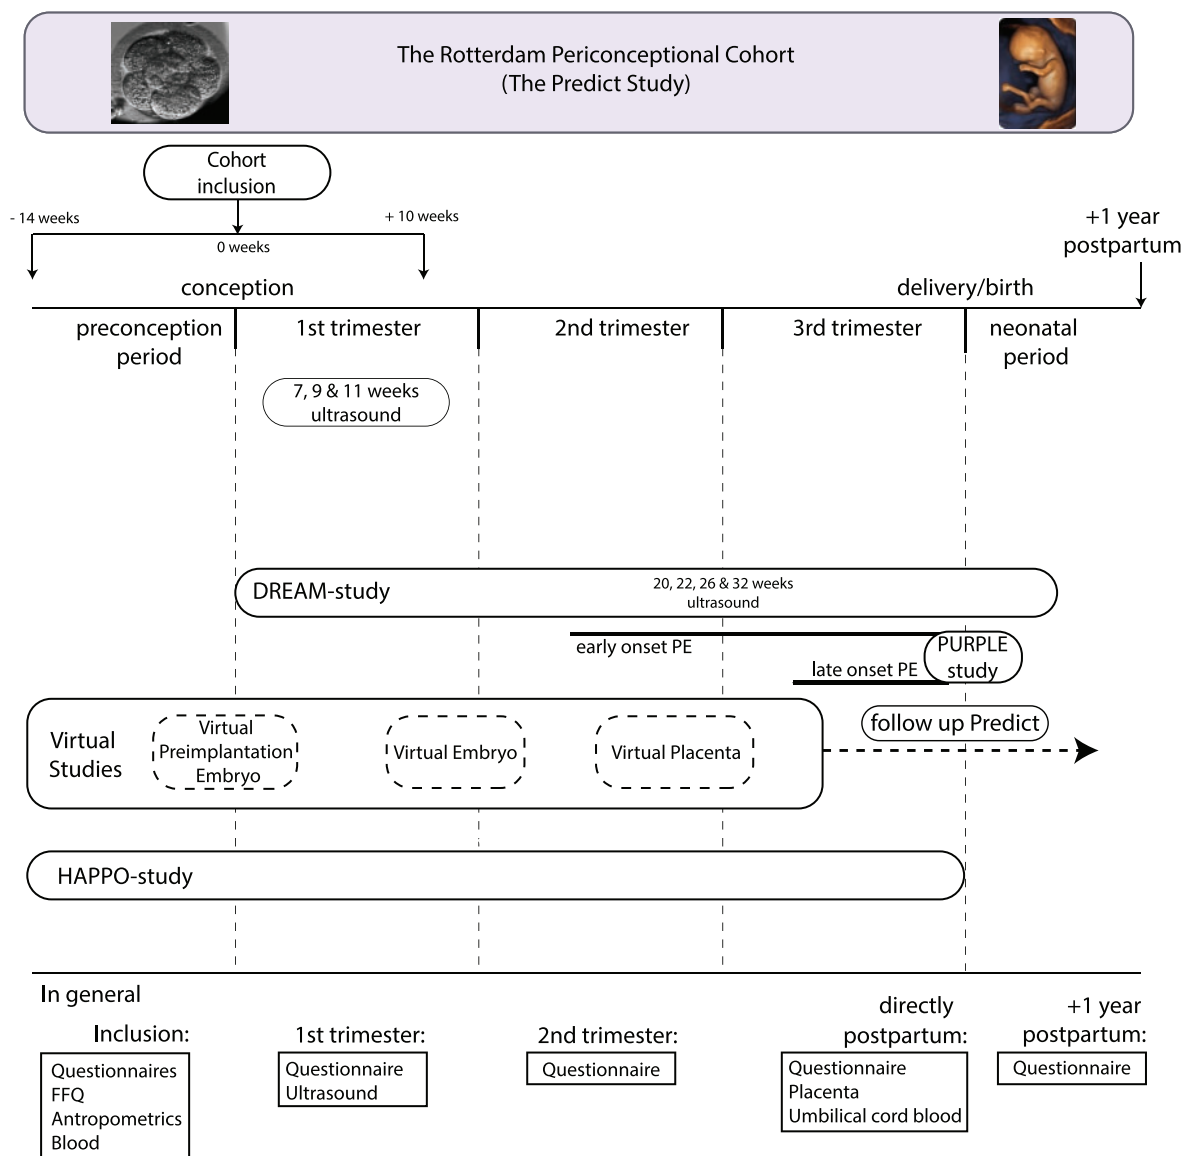 The Rotterdam Periconceptional Cohort
(The Predict Study)
Cohort
inclusion
- 14 weeks
+ 10 weeks
0 weeks
+1 year
postpartum
conception
delivery/birth
preconception
period
1st trimester
2nd trimester
3rd trimester
neonatal
period
7, 9 & 11 weeks
ultrasound
DREAM-study
20, 22, 26 & 32 weeks
ultrasound
early onset PE
late onset PE
PURPLE
study
Virtual
Studies
Virtual
Preimplantation
Embryo
Virtual Embryo
Virtual Placenta
follow up Predict
HAPPO-study
In general
Inclusion:
Questionnaires
FFQ
Antropometrics
Blood
1st trimester:
Questionnaire
Ultrasound
2nd trimester:
Questionnaire
directly
postpartum:
Questionnaire
Placenta
Umbilical cord blood
+1 year
postpartum:
Questionnaire